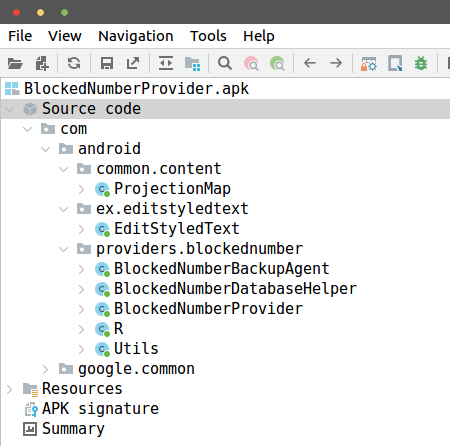 File View Navigation Tools Help
BlockedNumberProvider.apk
Source code
com
android
common.content
ProjectionMap
ex.editstyledtext
EditStyledText
providers.blockednumber
BlockedNumberBackupAgent
BlockedNumberDatabaseHelper
BlockedNumberProvider
R
Utils
google.common
Resources
APK signature
Summary